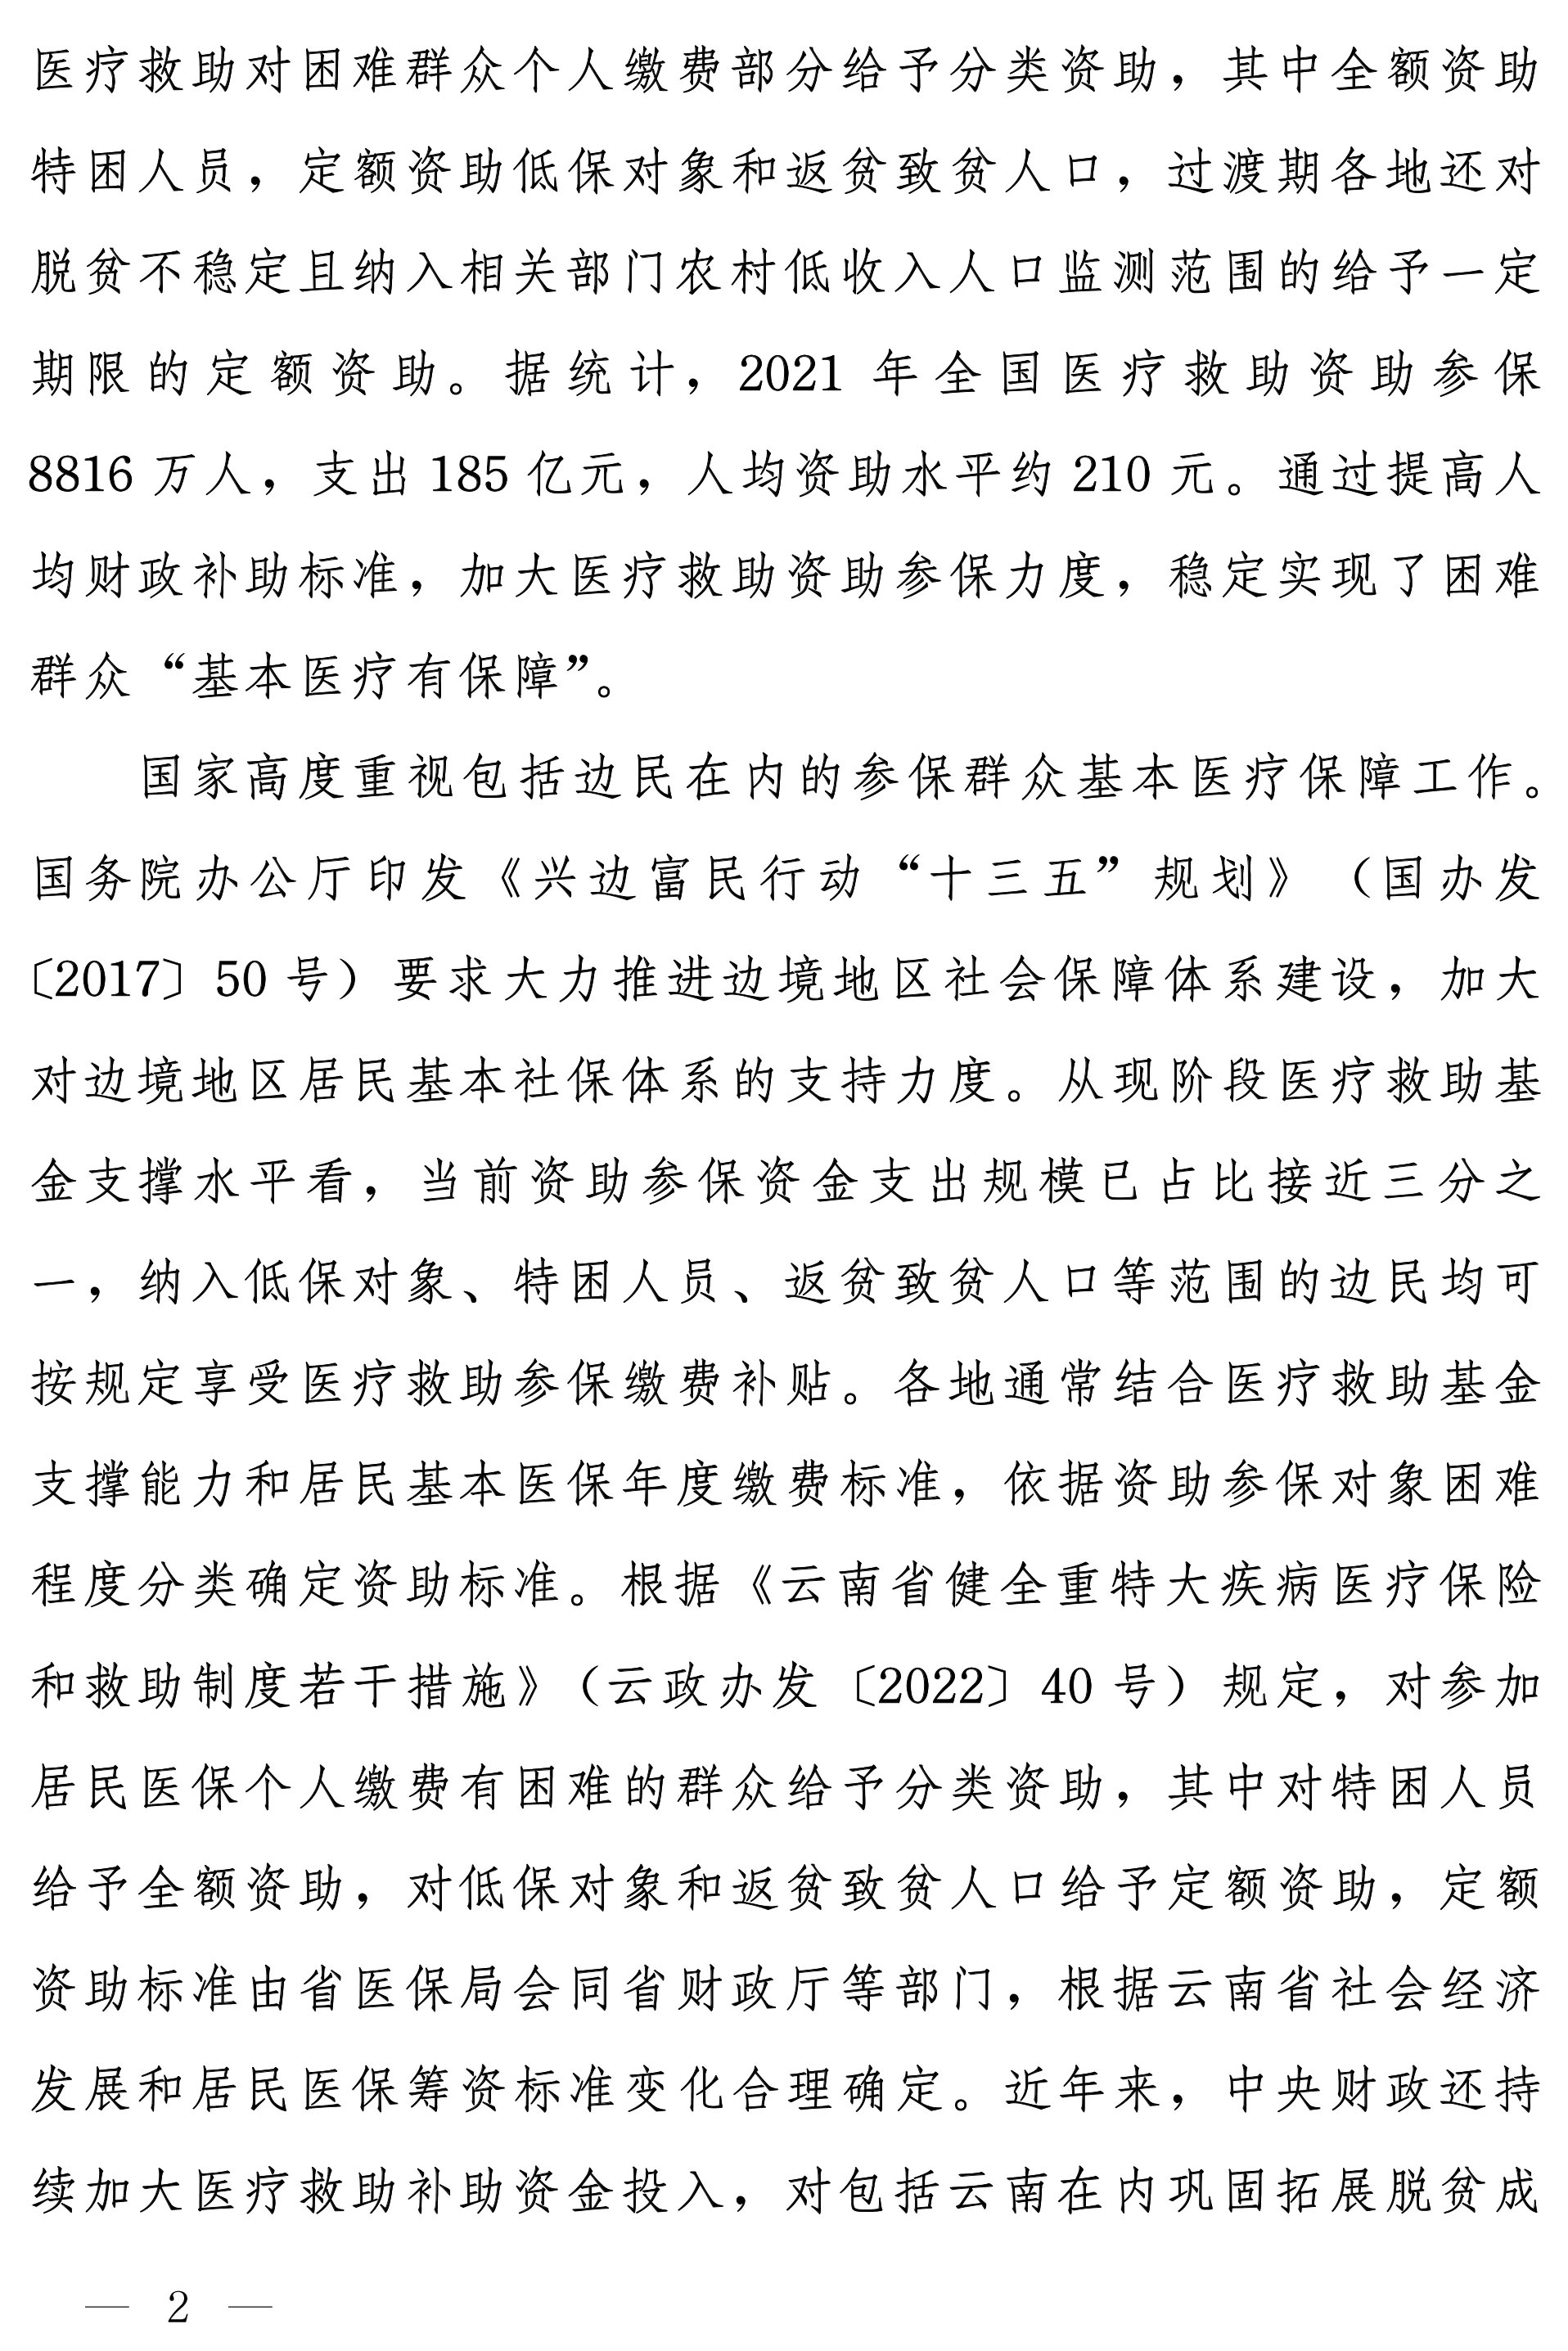 医疗救助对困难群众个人缴费部分给予分类资助，其中全额资助
特困人员，定额资助低保对象和返贫致贫人口，过渡期各地还对
脱贫不稳定且纳入相关部门农村低收入人口监测范围的给予一定
期限的定额资助。据统计，2021 年全国医疗救助资助参保
8816 万人，支出 185 亿元，人均资助水平约 210 元。通过提高人
均财政补助标准，加大医疗救助资助参保力度，稳定实现了困难
群众“基本医疗有保障”。
国家高度重视包括边民在内的参保群众基本医疗保障工作。
国务院办公厅印发《兴边富民行动“十三五”规划》（国办发
〔2017〕50 号）要求大力推进边境地区社会保障体系建设，加大
对边境地区居民基本社保体系的支持力度。从现阶段医疗救助基
金支撑水平看，当前资助参保资金支出规模已占比接近三分之
一，纳入低保对象、特困人员、返贫致贫人口等范围的边民均可
按规定享受医疗救助参保缴费补贴。各地通常结合医疗救助基金
支撑能力和居民基本医保年度缴费标准，依据资助参保对象困难
程度分类确定资助标准。根据《云南省健全重特大疾病医疗保险
和救助制度若干措施》（云政办发〔2022〕40 号）规定，对参加
居民医保个人缴费有困难的群众给予分类资助，其中对特困人员
给予全额资助，对低保对象和返贫致贫人口给予定额资助，定额
资助标准由省医保局会同省财政厅等部门，根据云南省社会经济
发展和居民医保筹资标准变化合理确定。近年来，中央财政还持
续加大医疗救助补助资金投入，对包括云南在内巩固拓展脱贫成
— 2 —